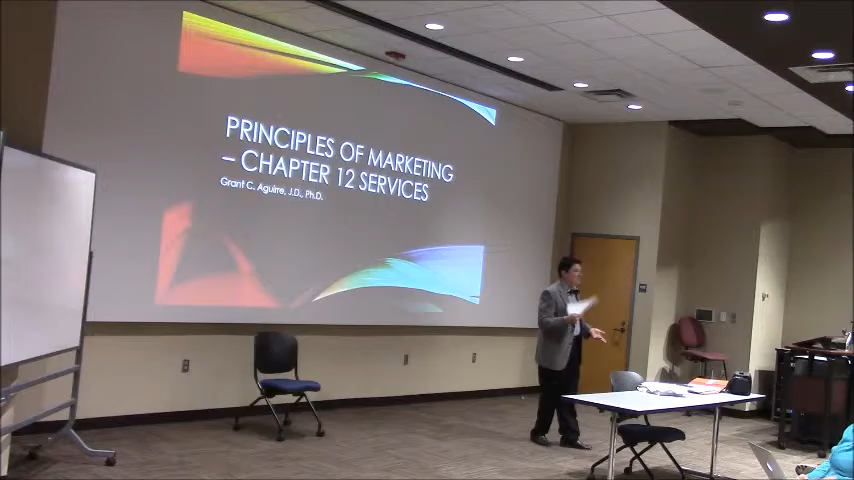 PRINCIPLES OF MARKETING
– CHAPTER 12 SERVICES
Grant C. Aguirre, J.D., Ph.D.